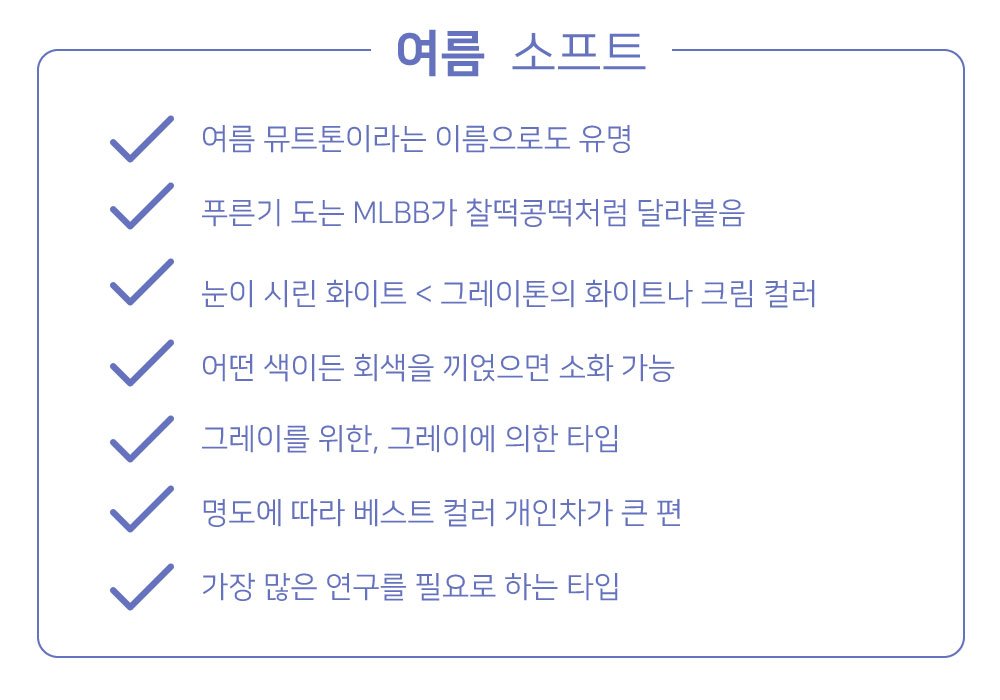 여름 소프트
여름 뮤트톤이라는 이름으로도 유명
푸른기 도는 MLBB가 찰떡콩떡처럼 달라붙음
눈이 시린 화이트 < 그레이톤의 화이트나 크림 컬러
어떤 색이든 회색을 끼얹으면 소화 가능
그레이를 위한, 그레이에 의한 타입
명도에 따라 베스트 컬러 개인차가 큰 편
가장 많은 연구를 필요로 하는 타입